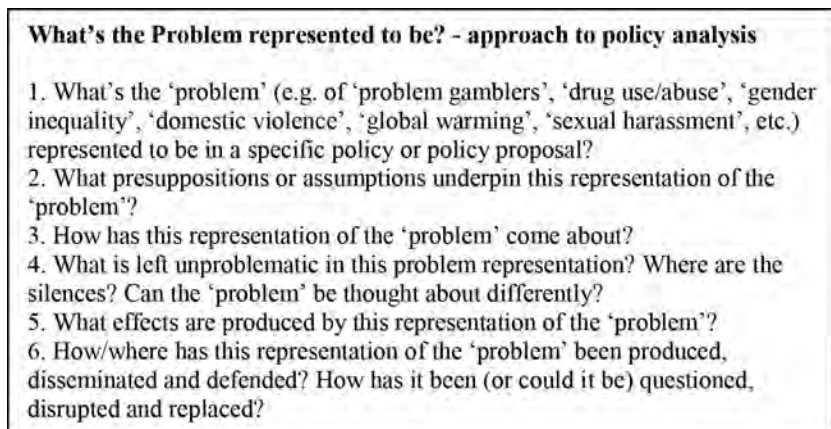 What's the Problem represented to be? - approach to policy analysis
1. What's the 'problem' (e.g. of 'problem gamblers', 'drug use/abuse', 'gender
inequality', 'domestic violence', 'global warming', 'sexual harassment', etc.)
represented to be in a specific policy or policy proposal?
2. What presuppositions or assumptions underpin this representation of the
'problem'?
3. How has this representation of the 'problem' come about?
4. What is left unproblematic in this problem representation? Where are the
silences? Can the 'problem' be thought about differently?
5. What effects are produced by this representation of the 'problem'?
6. How/where has this representation of the 'problem' been produced,
disseminated and defended? How has it been (or could it be) questioned,
disrupted and replaced?